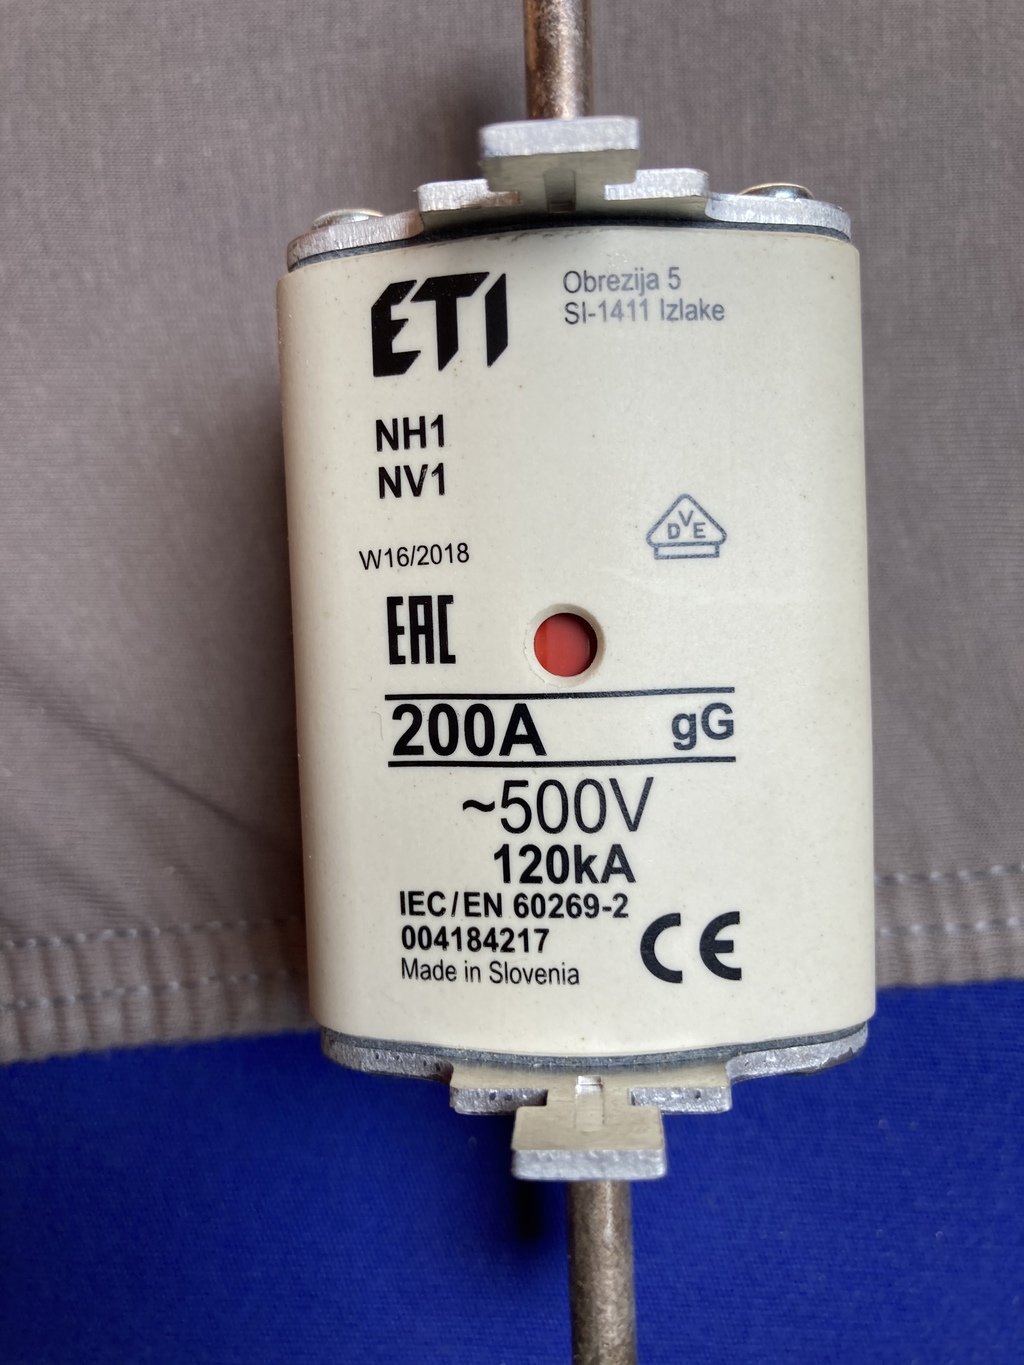 ETI
Obrezija 5
SI-1411 Izlake
NH1
NV1
W16/2018
DVE
EAC
200A gG
~500V
120kA
IEC/EN 60269-2
004184217
Made in Slovenia
CE